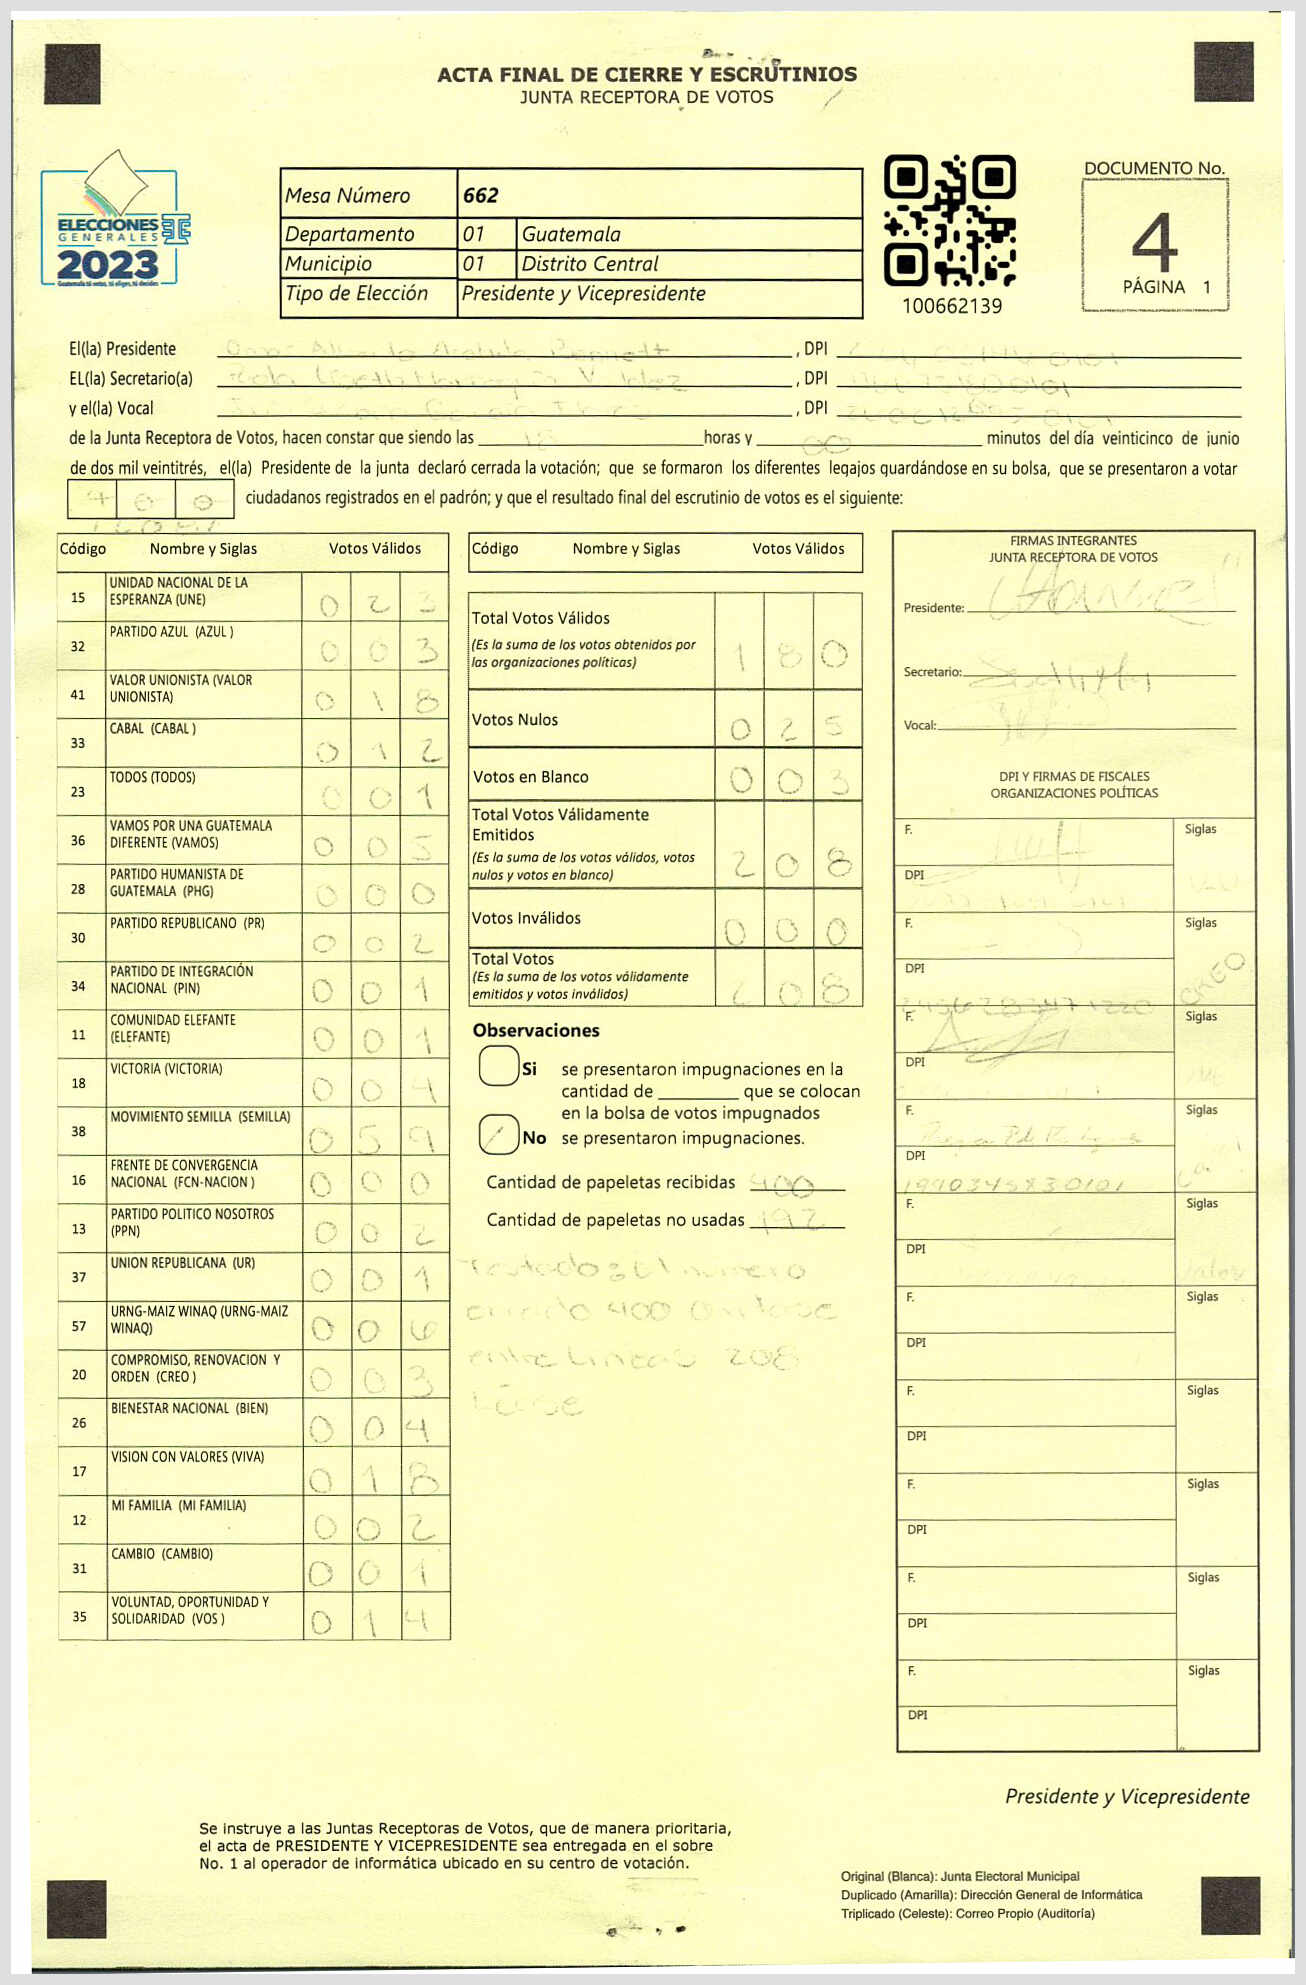 ACTA FINAL DE CIERRE Y ESCRUTINIOS
JUNTA RECEPTORA DE VOTOS
ELECCIONES
GENERALES
2023
Guatemala tú votas, tú eliges, tú decides
Mesa Número 662
Departamento 01 Guatemala
Municipio 01 Distrito Central
Tipo de Elección Presidente y Vicepresidente
100662139
DOCUMENTO No.
4
PÁGINA 1
El(la) Presidente , DPI
EL(la) Secretario(a) , DPI
y el(la) Vocal , DPI
de la Junta Receptora de Votos, hacen constar que siendo las 18 horas y 00 minutos del día veinticinco de junio
de dos mil veintitrés, el(la) Presidente de la junta declaró cerrada la votación; que se formaron los diferentes legajos guardándose en su bolsa, que se presentaron a votar
400 ciudadanos registrados en el padrón; y que el resultado final del escrutinio de votos es el siguiente:
Código Nombre y Siglas Votos Válidos
15 UNIDAD NACIONAL DE LA ESPERANZA (UNE) 0 2 3
32 PARTIDO AZUL (AZUL ) 0 0 3
41 VALOR UNIONISTA (VALOR UNIONISTA) 0 1 8
33 CABAL (CABAL ) 0 1 2
23 TODOS (TODOS) 0 0 1
36 VAMOS POR UNA GUATEMALA DIFERENTE (VAMOS) 0 0 5
28 PARTIDO HUMANISTA DE GUATEMALA (PHG) 0 0 0
30 PARTIDO REPUBLICANO (PR) 0 0 2
34 PARTIDO DE INTEGRACIÓN NACIONAL (PIN) 0 0 1
11 COMUNIDAD ELEFANTE (ELEFANTE) 0 0 1
18 VICTORIA (VICTORIA) 0 0 4
38 MOVIMIENTO SEMILLA (SEMILLA) 0 5 9
16 FRENTE DE CONVERGENCIA NACIONAL (FCN-NACION ) 0 0 0
13 PARTIDO POLITICO NOSOTROS (PPN) 0 0 2
37 UNION REPUBLICANA (UR) 0 0 1
57 URNG-MAIZ WINAQ (URNG-MAIZ WINAQ) 0 0 6
20 COMPROMISO, RENOVACION Y ORDEN (CREO ) 0 0 3
26 BIENESTAR NACIONAL (BIEN) 0 0 4
17 VISION CON VALORES (VIVA) 0 1 8
12 MI FAMILIA (MI FAMILIA) 0 0 2
31 CAMBIO (CAMBIO) 0 0 1
35 VOLUNTAD, OPORTUNIDAD Y SOLIDARIDAD (VOS ) 0 1 4
Código Nombre y Siglas Votos Válidos
Total Votos Válidos 1 8 0
(Es la suma de los votos obtenidos por
las organizaciones políticas)
Votos Nulos 0 2 5
Votos en Blanco 0 0 3
Total Votos Válidamente
Emitidos 2 0 8
(Es la suma de los votos válidos, votos
nulos y votos en blanco)
Votos Inválidos 0 0 0
Total Votos 2 0 8
(Es la suma de los votos válidamente
emitidos y votos inválidos)
Observaciones
Si se presentaron impugnaciones en la
cantidad de ________ que se colocan
en la bolsa de votos impugnados
No se presentaron impugnaciones.
Cantidad de papeletas recibidas 400
Cantidad de papeletas no usadas 192
Testado: el número
400 omitase
entre Lineas 208
Léase
FIRMAS INTEGRANTES
JUNTA RECEPTORA DE VOTOS
Presidente:
Secretario:
Vocal:
DPI Y FIRMAS DE FISCALES
ORGANIZACIONES POLÍTICAS
F. Siglas
DPI
F. Siglas
DPI CREO
F. Siglas
DPI
F. Siglas
DPI
F. Siglas
DPI Valor
F. Siglas
DPI
F. Siglas
DPI
F. Siglas
DPI
F. Siglas
DPI
F. Siglas
DPI
Presidente y Vicepresidente
Se instruye a las Juntas Receptoras de Votos, que de manera prioritaria,
el acta de PRESIDENTE Y VICEPRESIDENTE sea entregada en el sobre
No. 1 al operador de informática ubicado en su centro de votación.
Original (Blanca): Junta Electoral Municipal
Duplicado (Amarilla): Dirección General de Informática
Triplicado (Celeste): Correo Propio (Auditoría)